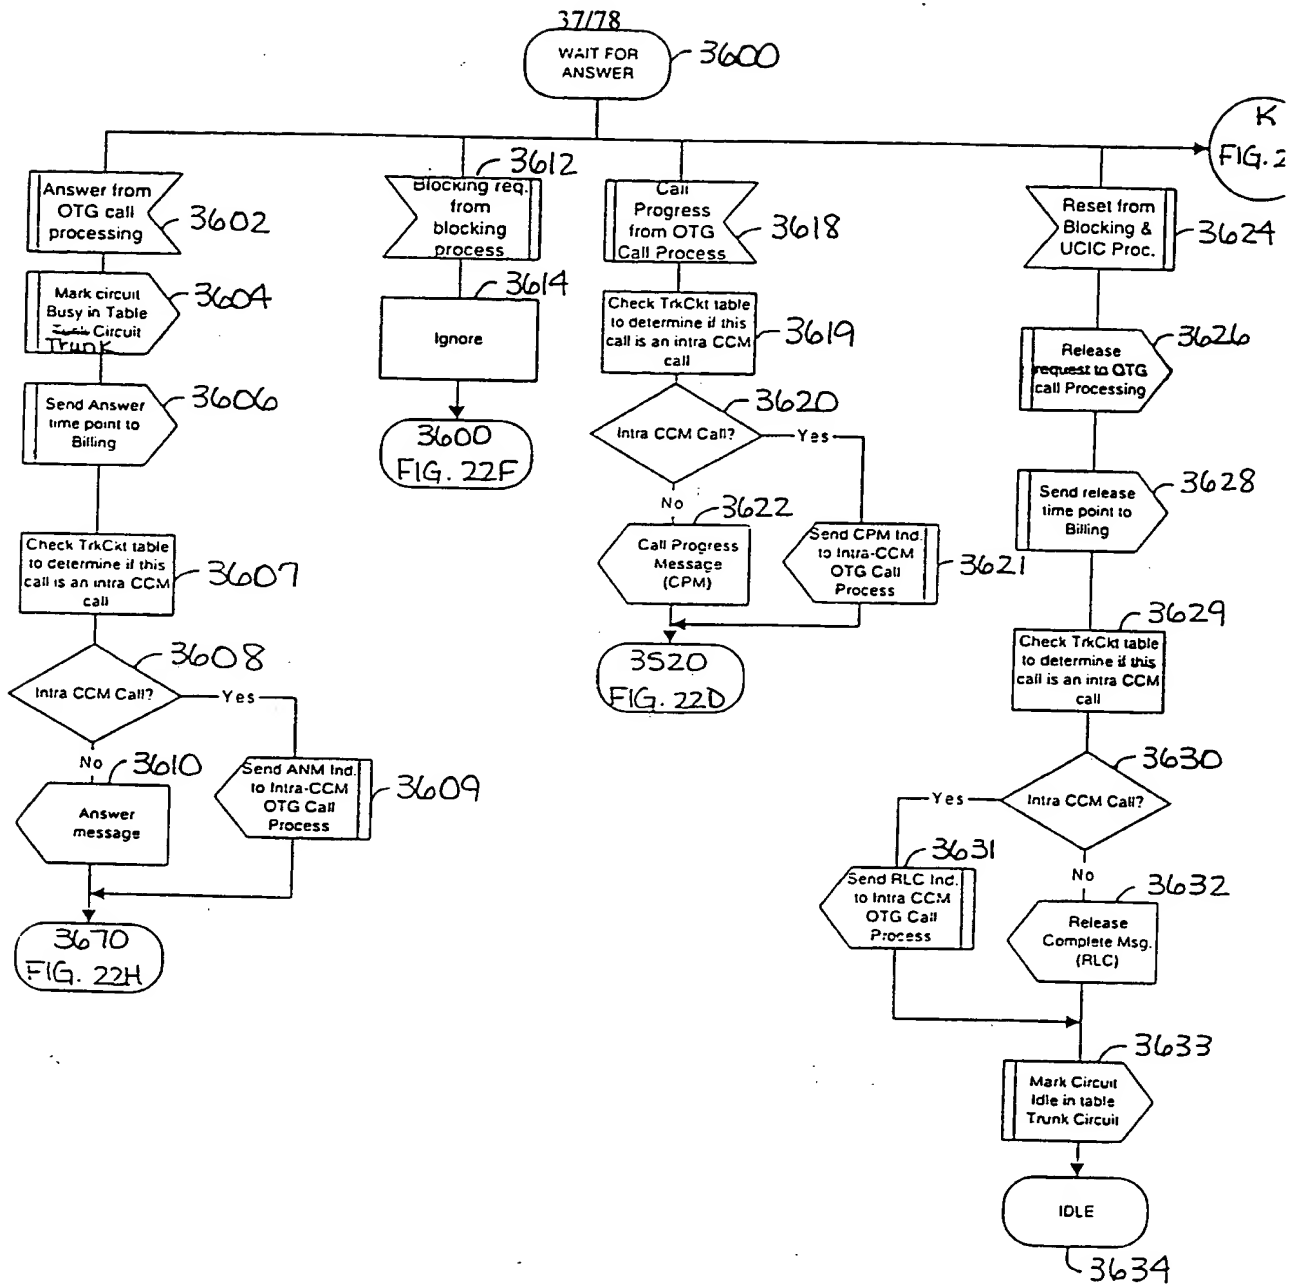 37/78
WAIT FOR
ANSWER
3600
K
FIG. 2
Answer from
OTG call
processing
3602
Mark circuit
Busy in Table
Circuit
Trunk
3604
Send Answer
time point to
Billing
3606
Check TrkCkt table
to determine if this
call is an intra CCM
call
3607
Intra CCM Call?
3608
Yes
No
Answer
message
3610
Send ANM Ind.
to Intra-CCM
OTG Call
Process
3609
3670
FIG. 22H
Blocking req.
from
blocking
process
3612
Ignore
3614
3600
FIG. 22F
Call
Progress
from OTG
Call Process
3618
Check TrkCkt table
to determine if this
call is an intra CCM
call
3619
Intra CCM Call?
3620
Yes
No
Call Progress
Message
(CPM)
3622
Send CPM Ind.
to Intra-CCM
OTG Call
Process
3621
3520
FIG. 22D
Reset from
Blocking &
UCIC Proc.
3624
Release
request to OTG
call Processing
3626
Send release
time point to
Billing
3628
Check TrkCkt table
to determine if this
call is an intra CCM
call
3629
Intra CCM Call?
3630
Yes
No
Send RLC Ind.
to Intra CCM
OTG Call
Process
3631
Release
Complete Msg.
(RLC)
3632
Mark Circuit
Idle in table
Trunk Circuit
3633
IDLE
3634